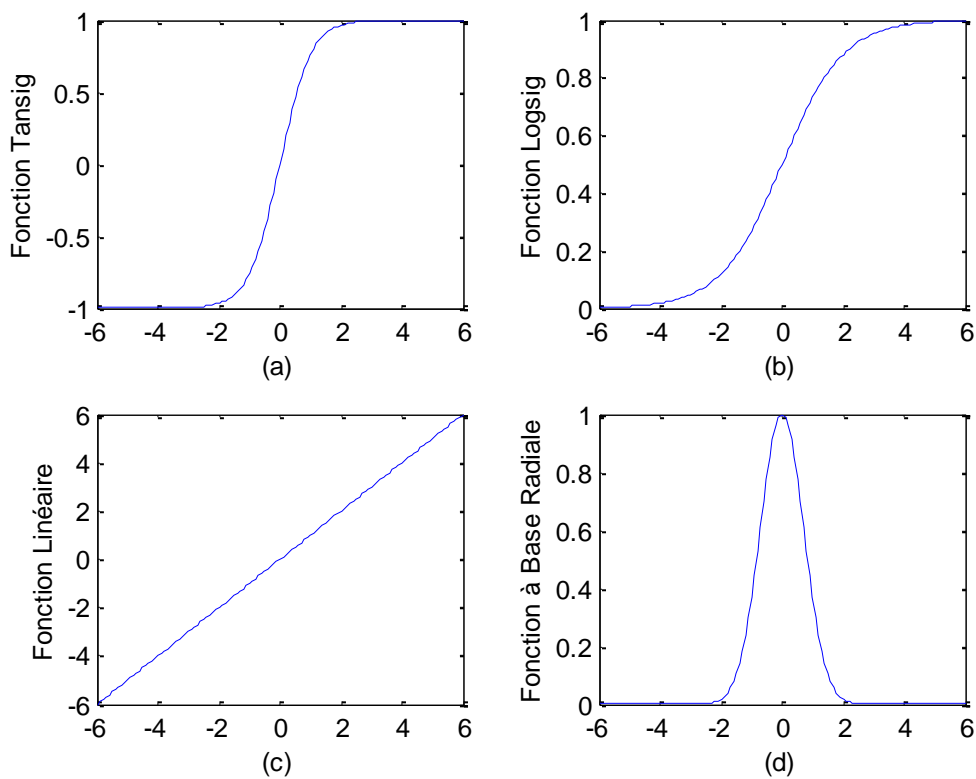 Fonction Tansig
1
0.5
0
-0.5
-1
-6 -4 -2 0 2 4 6
(a)
Fonction Logsig
1
0.8
0.6
0.4
0.2
0
-6 -4 -2 0 2 4 6
(b)
Fonction Linéaire
6
4
2
0
-2
-4
-6
-6 -4 -2 0 2 4 6
(c)
Fonction à Base Radiale
1
0.8
0.6
0.4
0.2
0
-6 -4 -2 0 2 4 6
(d)